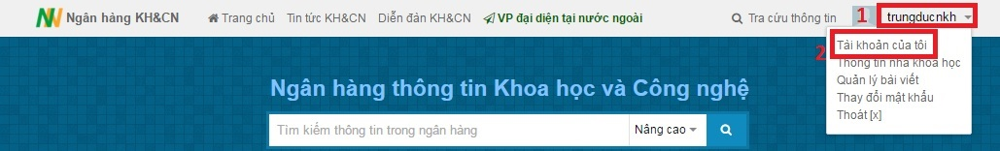 NV Ngân hàng KH&CN Trang chủ Tin tức KH&CN Diễn đàn KH&CN VP đại diện tại nước ngoài Tra cứu thông tin 1 trungducnkh
2 Tài khoản của tôi
Thông tin nhà khoa học
Quản lý bài viết
Thay đổi mật khẩu
Thoát [x]
Ngân hàng thông tin Khoa học và Công nghệ
Tìm kiếm thông tin trong ngân hàng Nâng cao